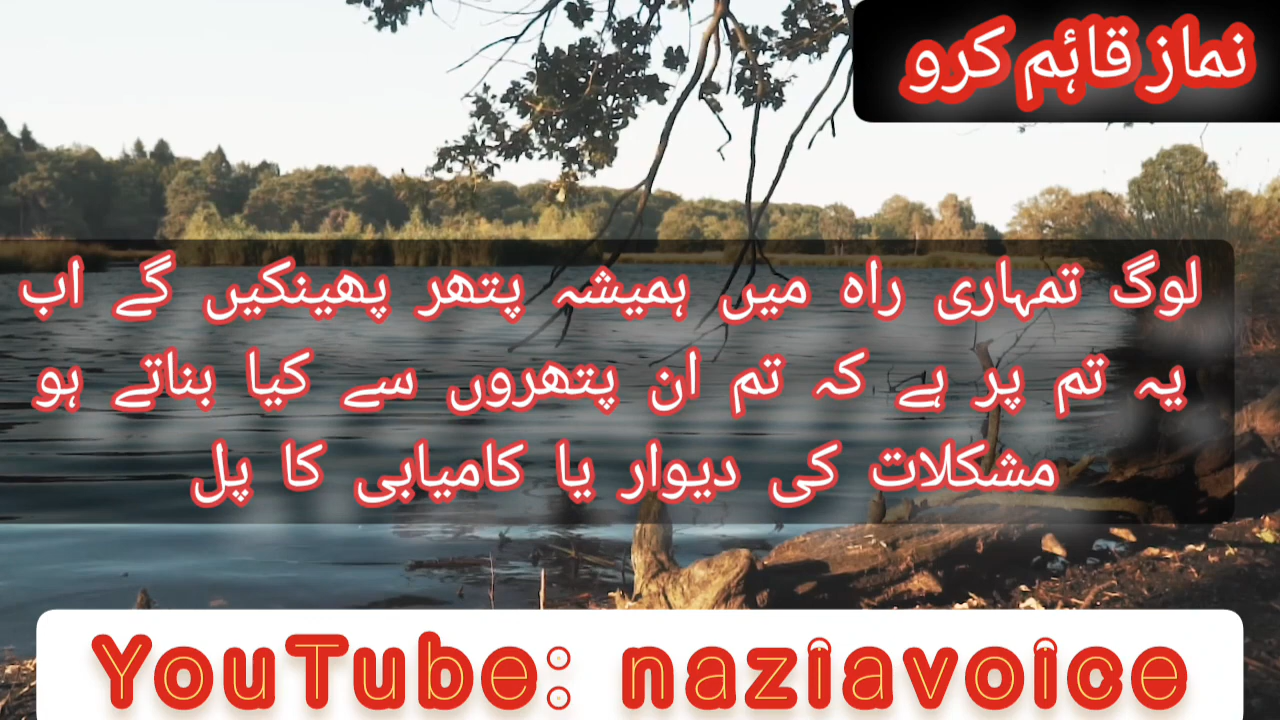 نماز قائم کرو
لوگ تمہاری راہ میں ہمیشہ پتھر پھینکیں گے اب
یہ تم پر ہے کہ تم ان پتھروں سے کیا بناتے ہو
مشکلات کی دیوار یا کامیابی کا پل
YouTube: naziavoice